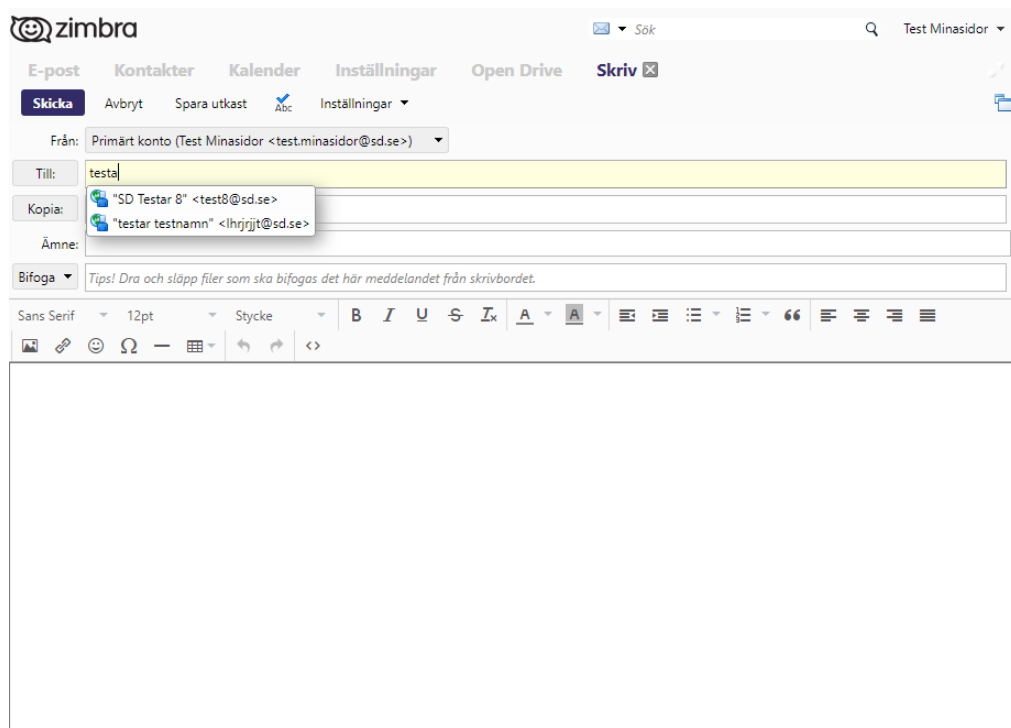 zimbra
Sök
Test Minasidor
E-post Kontakter Kalender Inställningar Open Drive Skriv
Skicka Avbryt Spara utkast Abc Inställningar
Från: Primärt konto (Test Minasidor <test.minasidor@sd.se>)
Till: testa
"SD Testar 8" <test8@sd.se>
Kopia:
"testar testnamn" <lhrjrjjt@sd.se>
Ämne:
Bifoga Tips! Dra och släpp filer som ska bifogas det här meddelandet från skrivbordet.
Sans Serif 12pt Stycke B I U S Tx A A
Ω